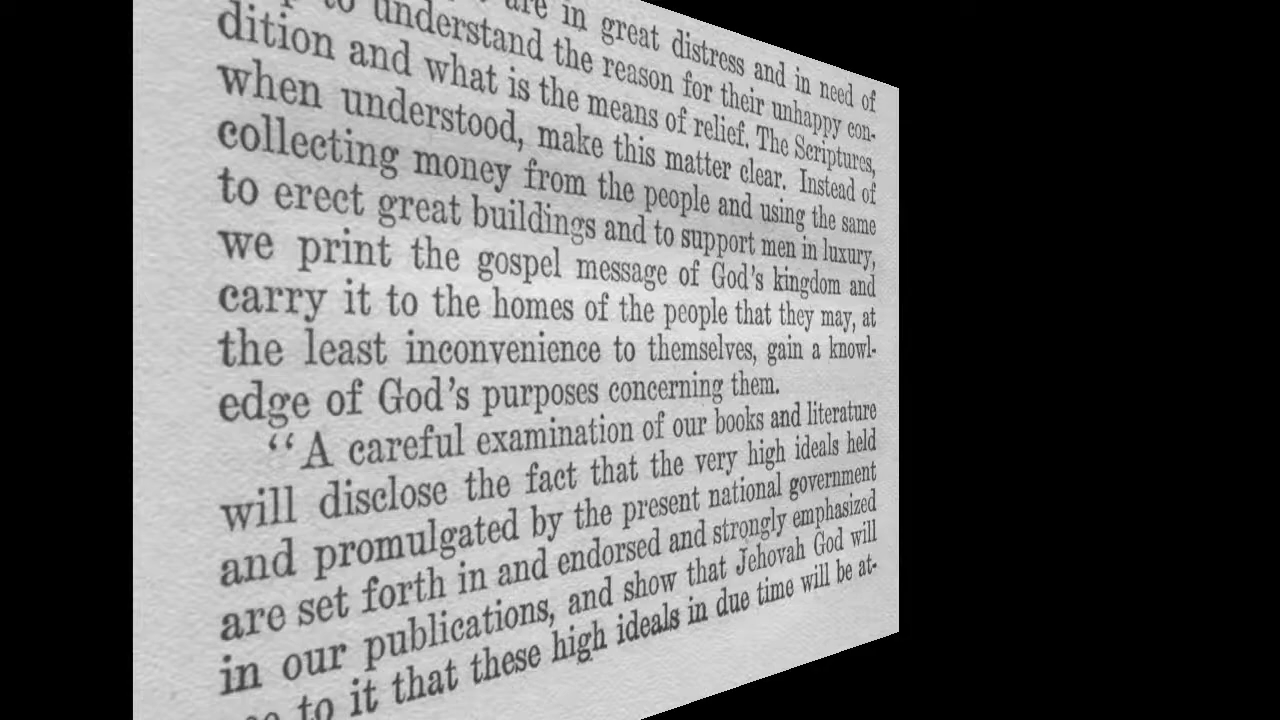 are in great distress and in need of
to understand the reason for their unhappy con-
dition and what is the means of relief. The Scriptures,
when understood, make this matter clear. Instead of
collecting money from the people and using the same
to erect great buildings and to support men in luxury,
we print the gospel message of God's kingdom and
carry it to the homes of the people that they may, at
the least inconvenience to themselves, gain a knowl-
edge of God's purposes concerning them.
“A careful examination of our books and literature
will disclose the fact that the very high ideals held
and promulgated by the present national government
are set forth in and endorsed and strongly emphasized
in our publications, and show that Jehovah God will
to it that these high ideals in due time will be at-